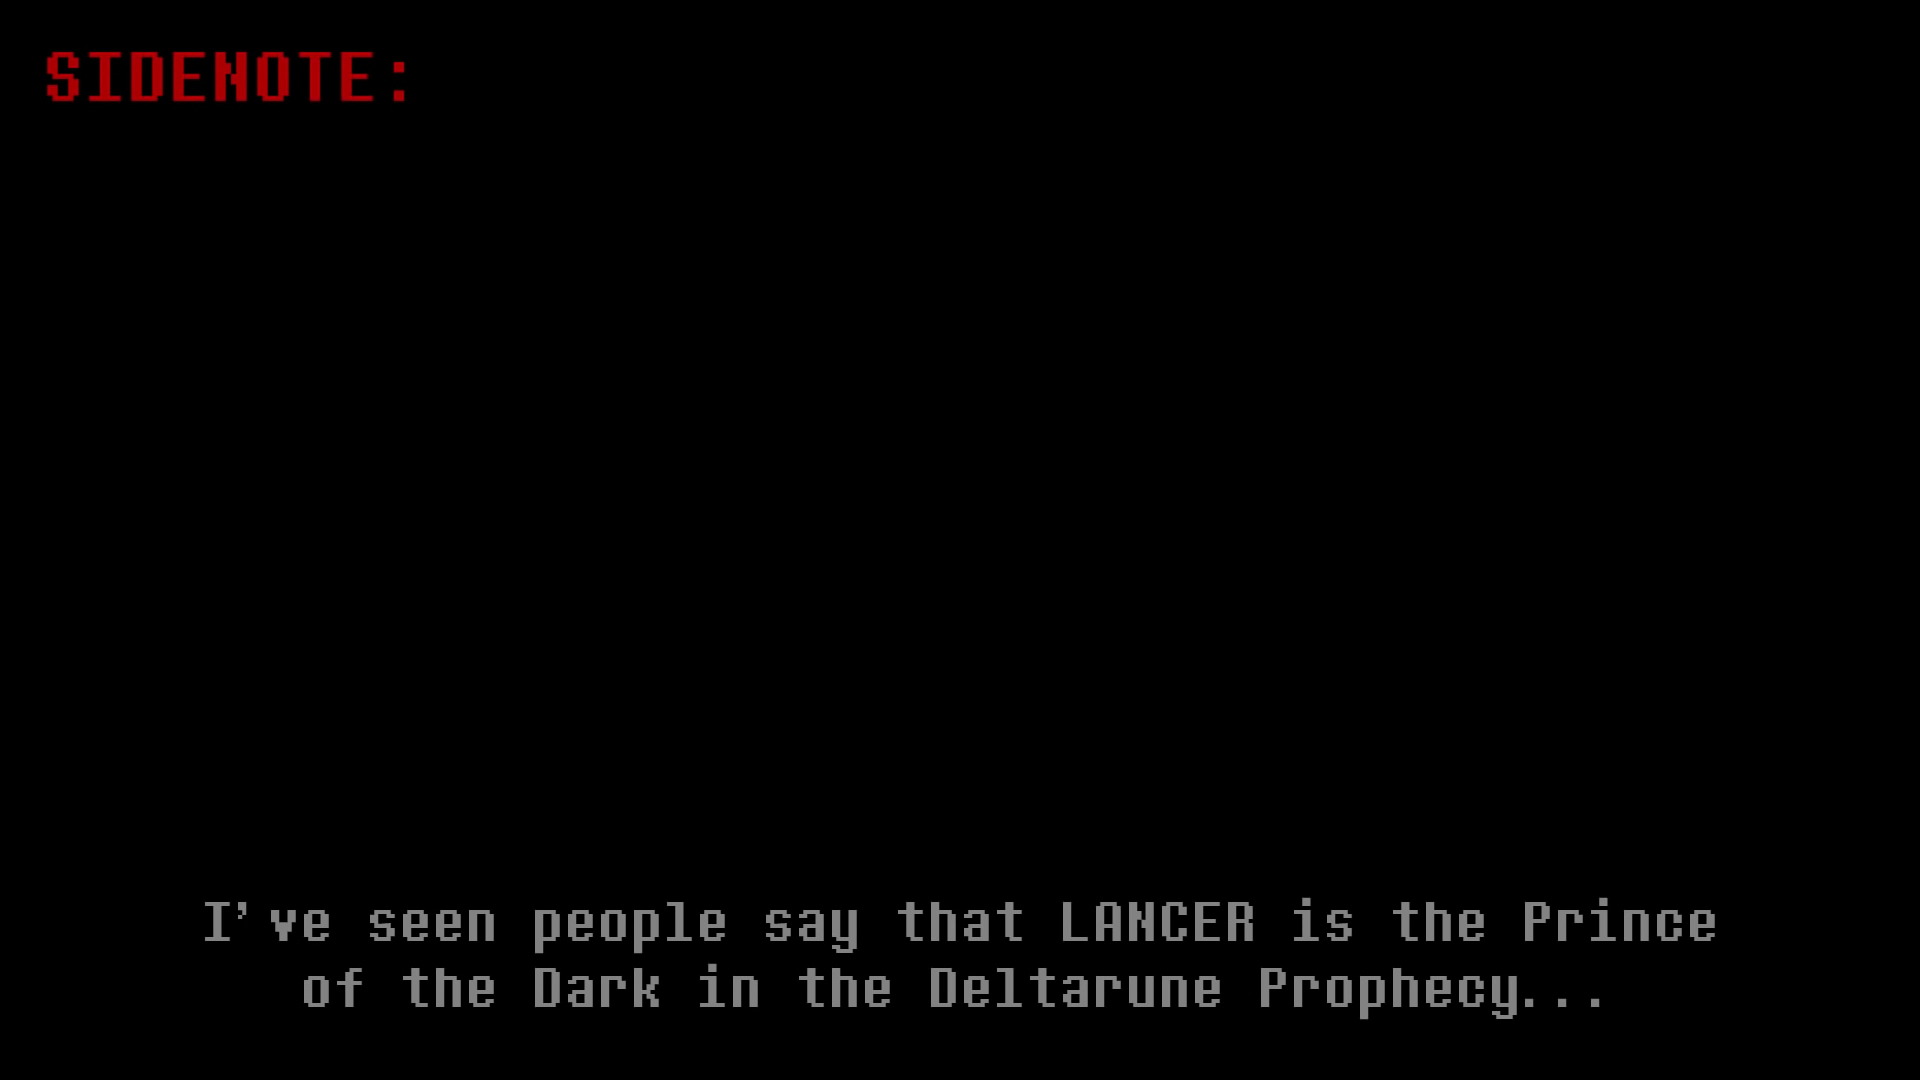 SIDENOTE:
I've seen people say that LANCER is the Prince
of the Dark in the Deltarune Prophecy...